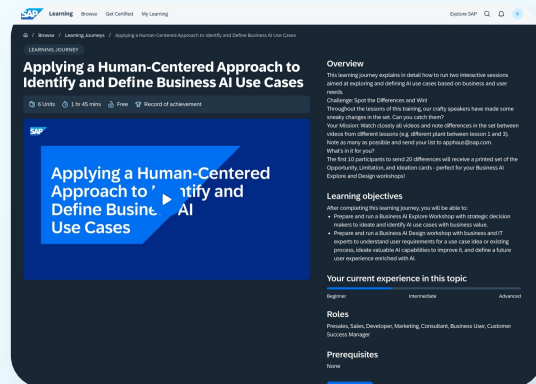 SAP Learning Browse Get Certified My Learning Explore SAP
/ Browse / Learning Journeys / Applying a Human-Centered Approach to Identify and Define Business AI Use Cases
LEARNING JOURNEY
Applying a Human-Centered Approach to
Identify and Define Business AI Use Cases
6 Units 1 hr 45 mins Free Record of achievement
SAP
Applying a Human-Centered
Approach to
and
Define
AI
Use Cases
Overview
This learning journey explains in detail how to run two interactive sessions
aimed at exploring and defining AI use cases based on business and user
needs.
Challenge: Spot the Differences and Win!
Throughout the lessons of this training, our crafty speakers have made some
sneaky changes in the set. Can you catch them?
Your Mission: Watch closely all videos and note differences in the set between
videos from different lessons (e.g. different plant between lesson 1 and 3).
Note as many as possible and send your list to apphaus@sap.com.
What's in it for you?
The first 10 participants to send 20 differences will receive a printed set of the
Opportunity, Limitation, and Ideation cards - perfect for your Business AI
Explore and Design workshops!
Learning objectives
After completing this learning journey, you will be able to:
• Prepare and run a Business AI Explore Workshop with strategic decision
makers to ideate and identify AI use cases with business value.
• Prepare and run a Business AI Design workshop with business and IT
experts to understand user requirements for a use case idea or existing
process, ideate valuable AI capabilities to improve it, and define a future
user experience enriched with AI.
Your current experience in this topic
Beginner Intermediate Advanced
Roles
Presales, Sales, Developer, Marketing, Consultant, Business User, Customer
Success Manager
Prerequisites
None